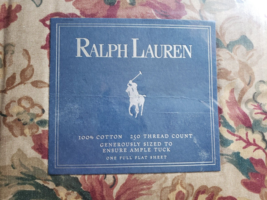 RALPH LAUREN
100% COTTON 250 THREAD COUNT
GENEROUSLY SIZED TO
ENSURE AMPLE TUCK
ONE FULL FLAT SHEET